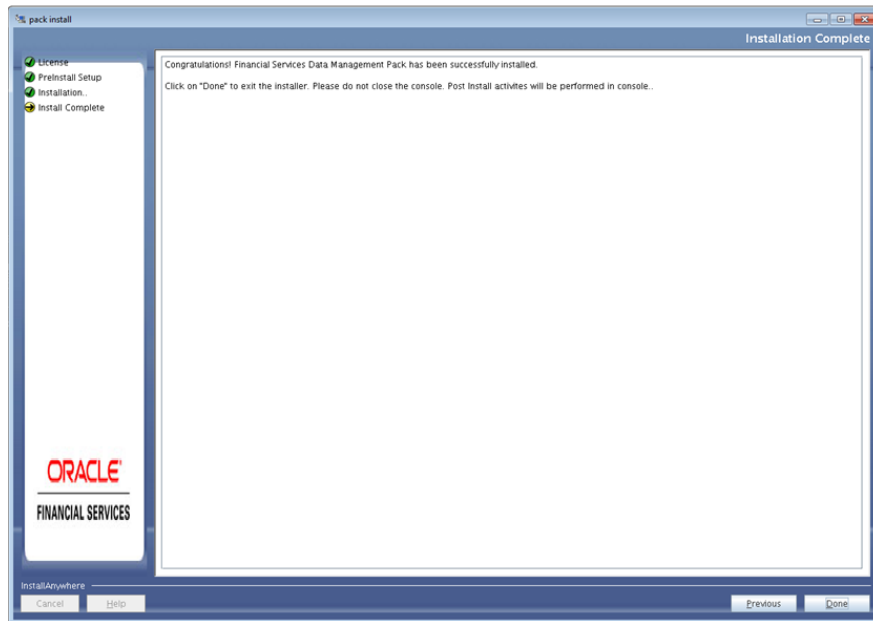 pack install
Installation Complete
License
PreInstall Setup
Installation..
Install Complete
Congratulations! Financial Services Data Management Pack has been successfully installed.
Click on "Done" to exit the installer. Please do not close the console. Post Install activites will be performed in console..
ORACLE
FINANCIAL SERVICES
InstallAnywhere
Cancel
Help
Previous
Done